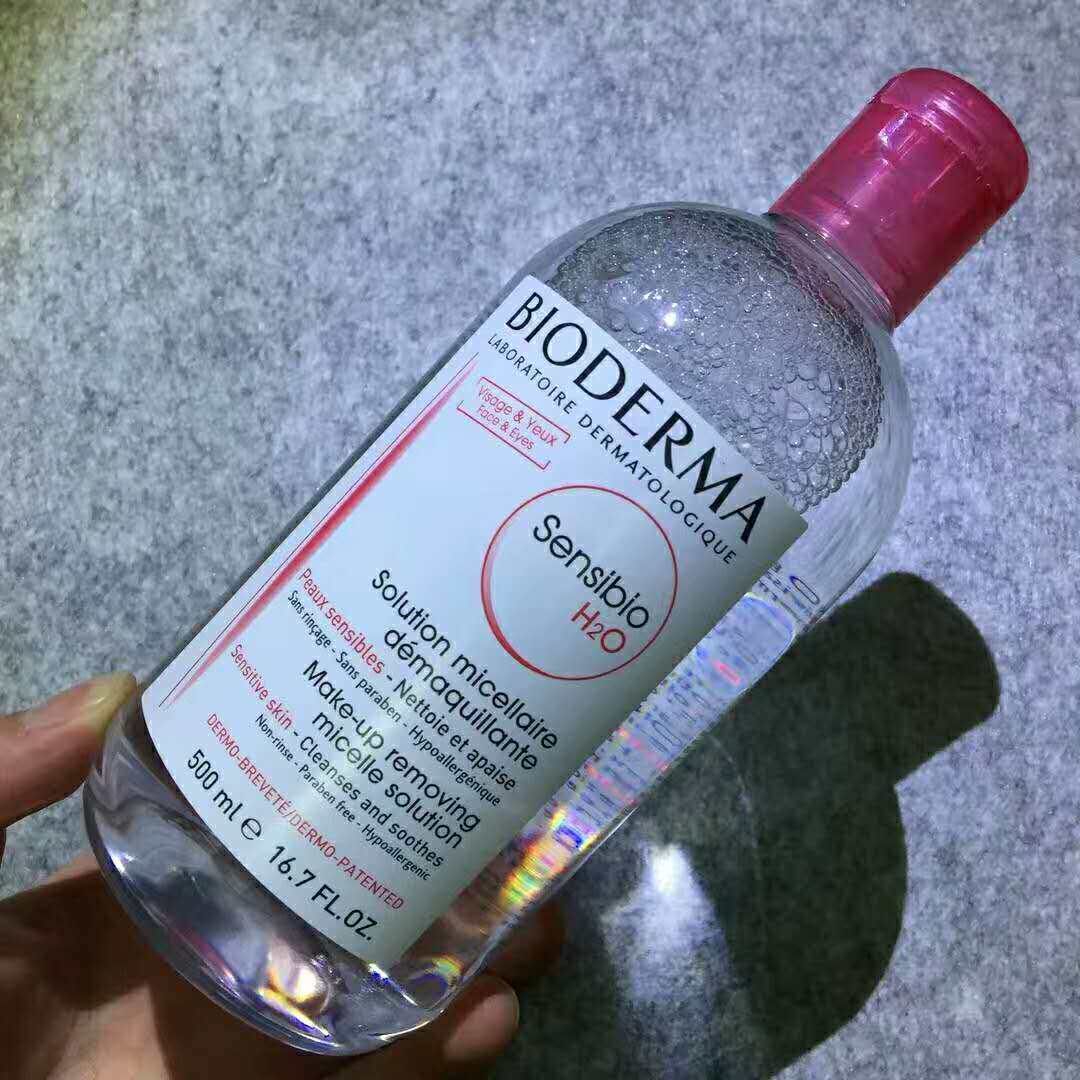 BIODERMA
LABORATOIRE DERMATOLOGIQUE
Visage & Yeux
Face & Eyes
Sensibio
H2O
Solution micellaire
démaquillante
Peaux sensibles - Nettoie et apaise
Sans rinçage - Sans paraben - Hypoallergénique
Make-up removing
micelle solution
Sensitive skin - Cleanses and soothes
Non-rinse - Paraben free - Hypoallergenic
DERMO-BREVETÉ/DERMO-PATENTED
500 ml e 16.7 FL.OZ.